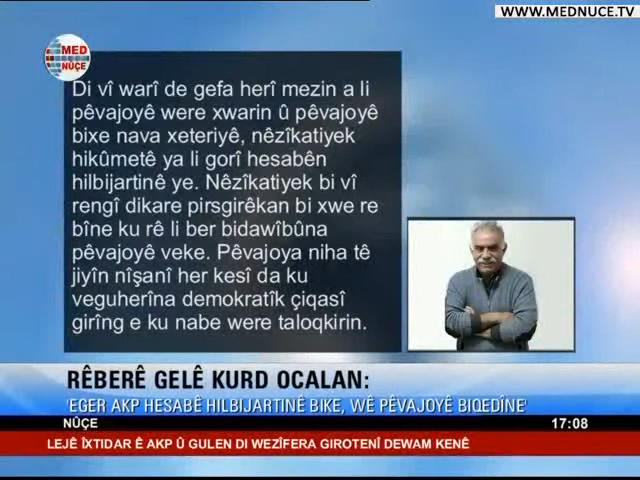 WWW.MEDNUCE.TV
MED
NÛÇE
Di vî warî de gefa herî mezin a li
pêvajoyê were xwarin û pêvajoyê
bixe nava xeteriyê, nêzîkatiyek
hikûmetê ya li gorî hesabên
hilbijartinê ye. Nêzîkatiyek bi vî
rengî dikare pirsgirêkan bi xwe re
bîne ku rê li ber bidawîbûna
pêvajoyê veke. Pêvajoya niha tê
jiyîn nîşanî her kesî da ku
veguherîna demokratîk çiqasî
girîng e ku nabe were taloqkirin.
RÊBERÊ GELÊ KURD OCALAN:
'EGER AKP HESABÊ HILBIJARTINÊ BIKE, WÊ PÊVAJOYÊ BIQEDÎNE'
NÛÇE 17:08
LEJÊ ÎXTIDAR Ê AKP Û GULEN DI WEZÎFERA GIROTENÎ DEWAM KENÊ